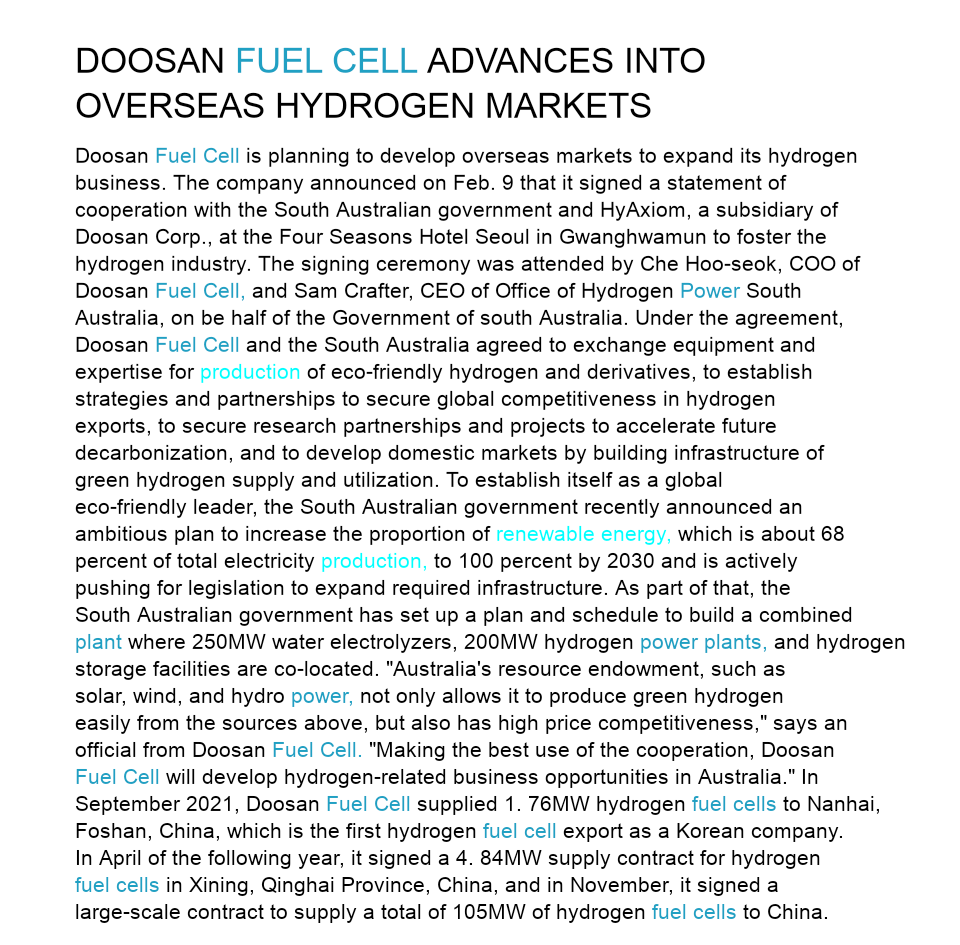 DOOSAN FUEL CELL ADVANCES INTO
OVERSEAS HYDROGEN MARKETS
Doosan Fuel Cell is planning to develop overseas markets to expand its hydrogen
business. The company announced on Feb. 9 that it signed a statement of
cooperation with the South Australian government and HyAxiom, a subsidiary of
Doosan Corp., at the Four Seasons Hotel Seoul in Gwanghwamun to foster the
hydrogen industry. The signing ceremony was attended by Che Hoo-seok, COO of
Doosan Fuel Cell, and Sam Crafter, CEO of Office of Hydrogen Power South
Australia, on be half of the Government of south Australia. Under the agreement,
Doosan Fuel Cell and the South Australia agreed to exchange equipment and
expertise for production of eco-friendly hydrogen and derivatives, to establish
strategies and partnerships to secure global competitiveness in hydrogen
exports, to secure research partnerships and projects to accelerate future
decarbonization, and to develop domestic markets by building infrastructure of
green hydrogen supply and utilization. To establish itself as a global
eco-friendly leader, the South Australian government recently announced an
ambitious plan to increase the proportion of renewable energy, which is about 68
percent of total electricity production, to 100 percent by 2030 and is actively
pushing for legislation to expand required infrastructure. As part of that, the
South Australian government has set up a plan and schedule to build a combined
plant where 250MW water electrolyzers, 200MW hydrogen power plants, and hydrogen
storage facilities are co-located. "Australia's resource endowment, such as
solar, wind, and hydro power, not only allows it to produce green hydrogen
easily from the sources above, but also has high price competitiveness," says an
official from Doosan Fuel Cell. "Making the best use of the cooperation, Doosan
Fuel Cell will develop hydrogen-related business opportunities in Australia." In
September 2021, Doosan Fuel Cell supplied 1. 76MW hydrogen fuel cells to Nanhai,
Foshan, China, which is the first hydrogen fuel cell export as a Korean company.
In April of the following year, it signed a 4. 84MW supply contract for hydrogen
fuel cells in Xining, Qinghai Province, China, and in November, it signed a
large-scale contract to supply a total of 105MW of hydrogen fuel cells to China.